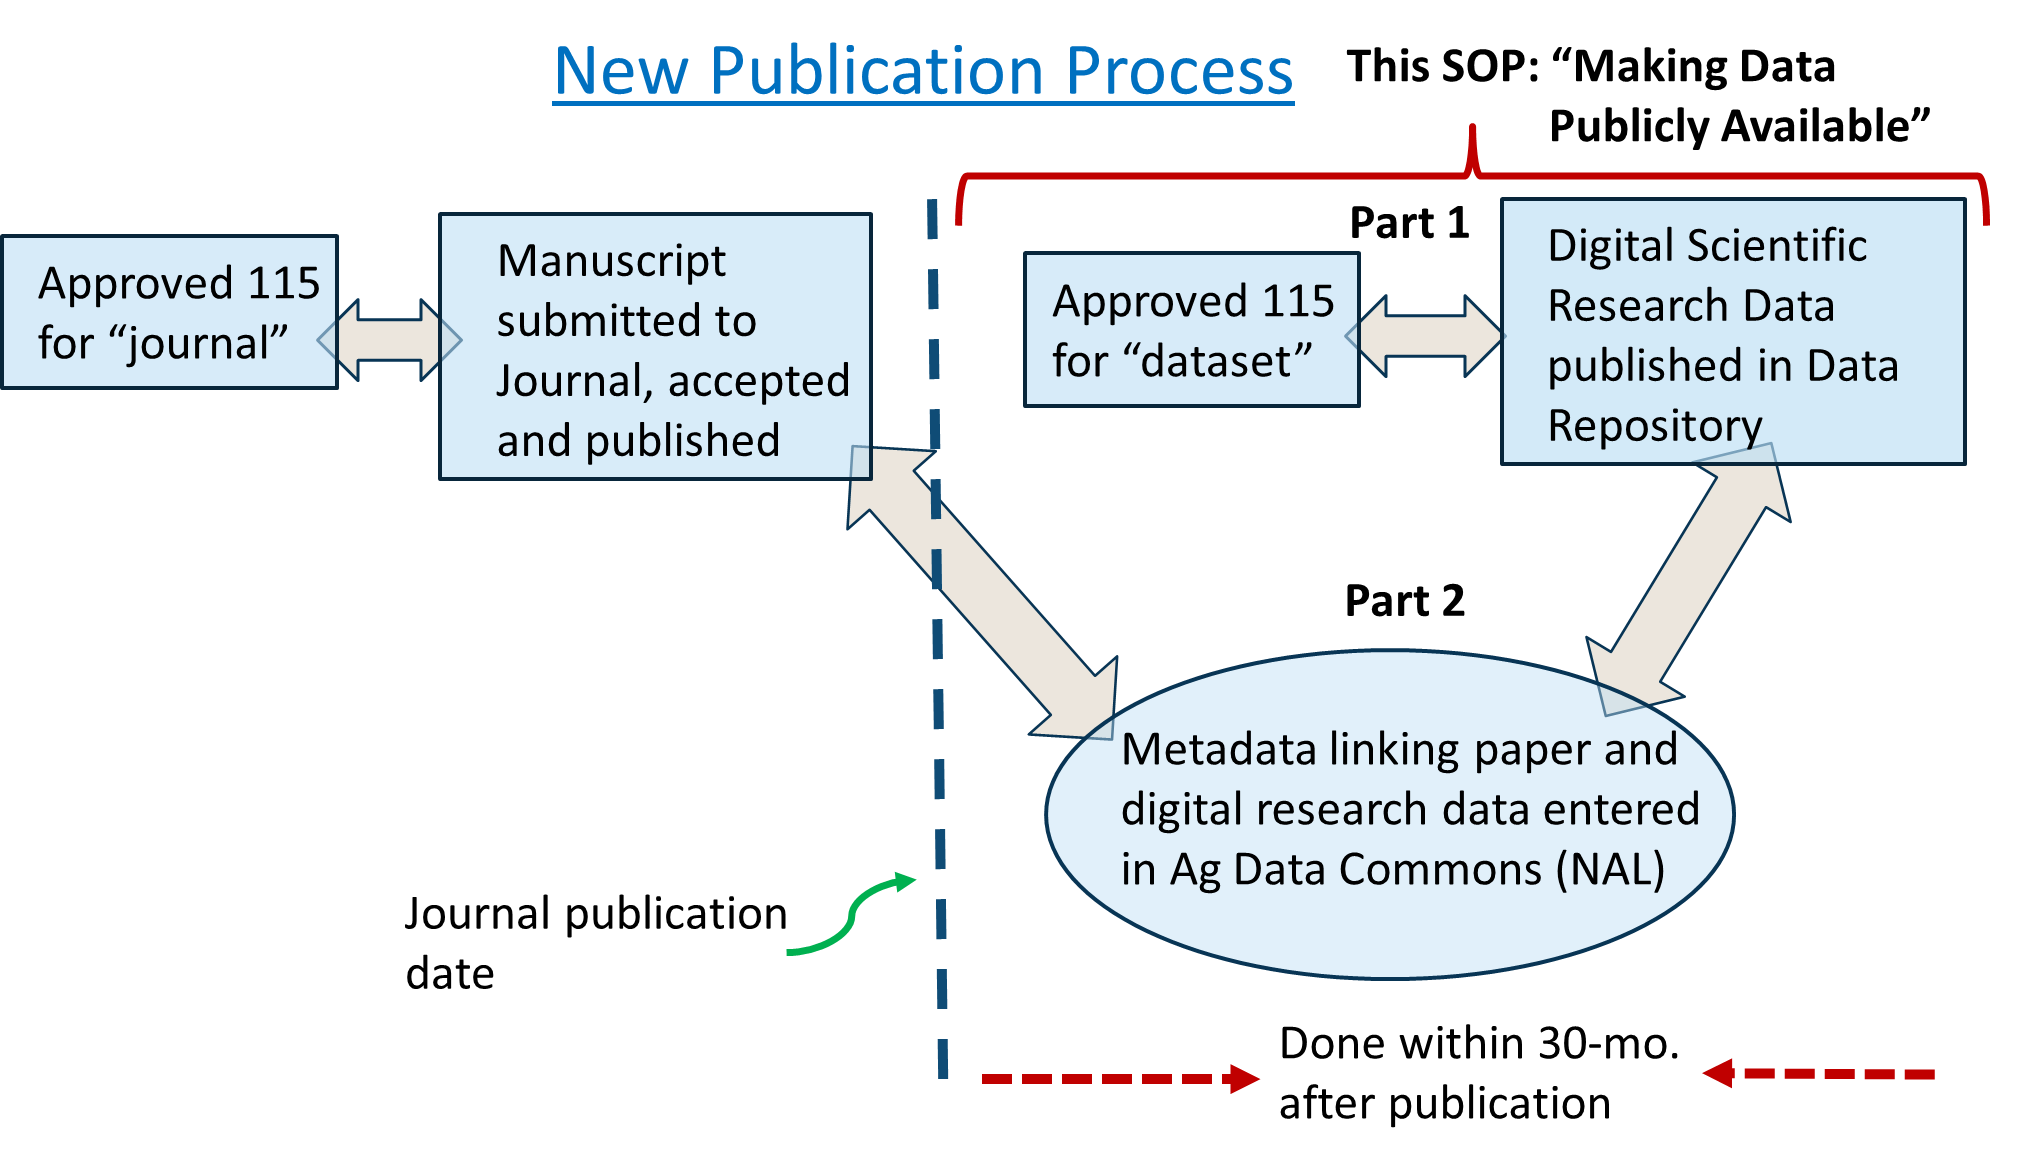 New Publication Process
This SOP: “Making Data
Publicly Available”
Approved 115
for “journal”
Manuscript
submitted to
Journal, accepted
and published
Part 1
Approved 115
for “dataset”
Digital Scientific
Research Data
published in Data
Repository
Part 2
Metadata linking paper and
digital research data entered
in Ag Data Commons (NAL)
Journal publication
date
Done within 30-mo.
after publication